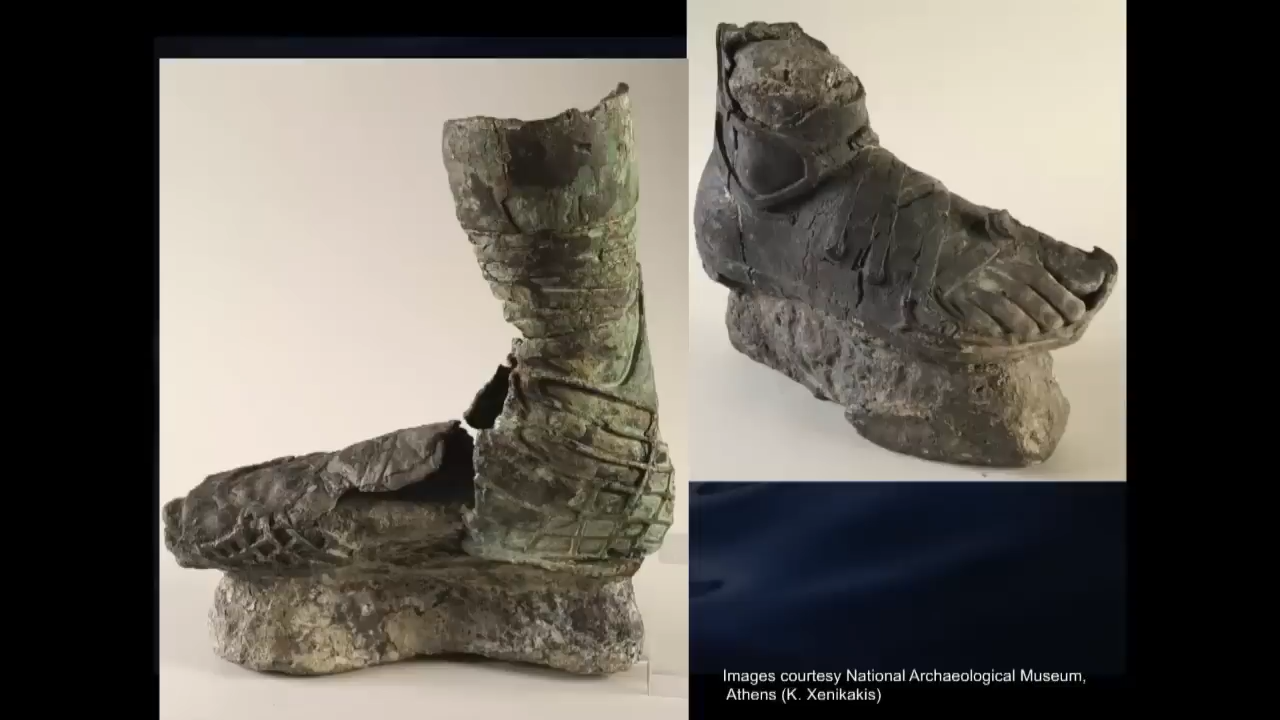 Images courtesy National Archaeological Museum,
Athens (K. Xenikakis)